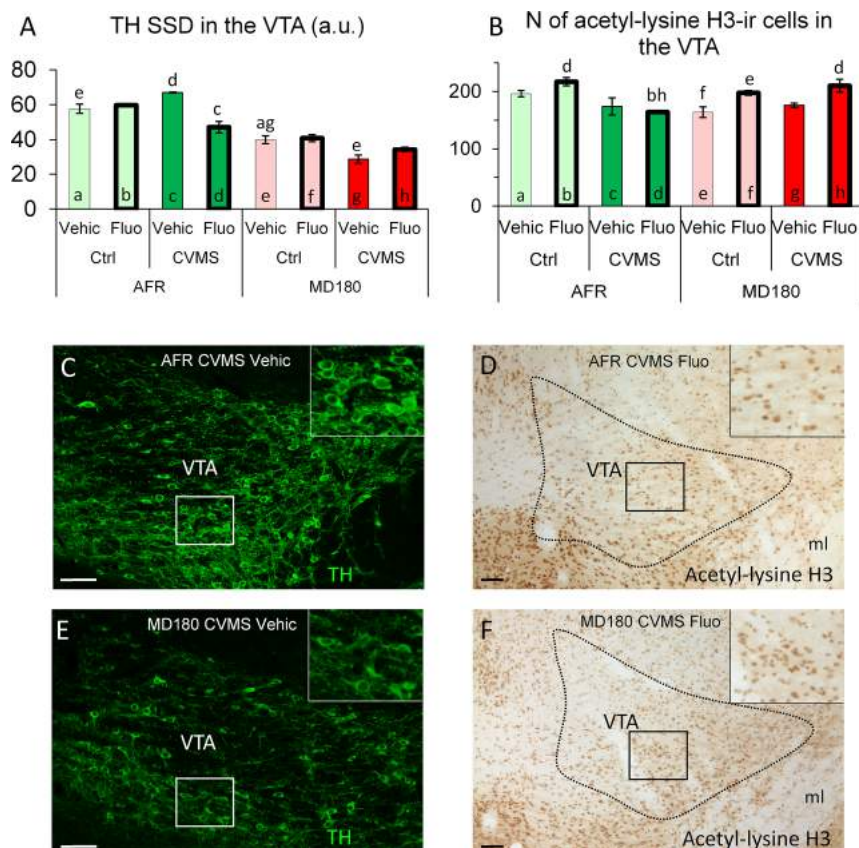 A
TH SSD in the VTA (a.u.)
80
60
40
20
0
e
d
c
ag
e
a b c d e f g h
Vehic Fluo Vehic Fluo Vehic Fluo Vehic Fluo
Ctrl CVMS Ctrl CVMS
AFR MD180
B
N of acetyl-lysine H3-ir cells in
the VTA
200
100
0
d
bh
f
e
d
a b c d e f g h
Vehic Fluo Vehic Fluo Vehic Fluo Vehic Fluo
Ctrl CVMS Ctrl CVMS
AFR MD180
C
AFR CVMS Vehic
VTA
TH
D
AFR CVMS Fluo
VTA
ml
Acetyl-lysine H3
E
MD180 CVMS Vehic
VTA
TH
F
MD180 CVMS Fluo
VTA
ml
Acetyl-lysine H3